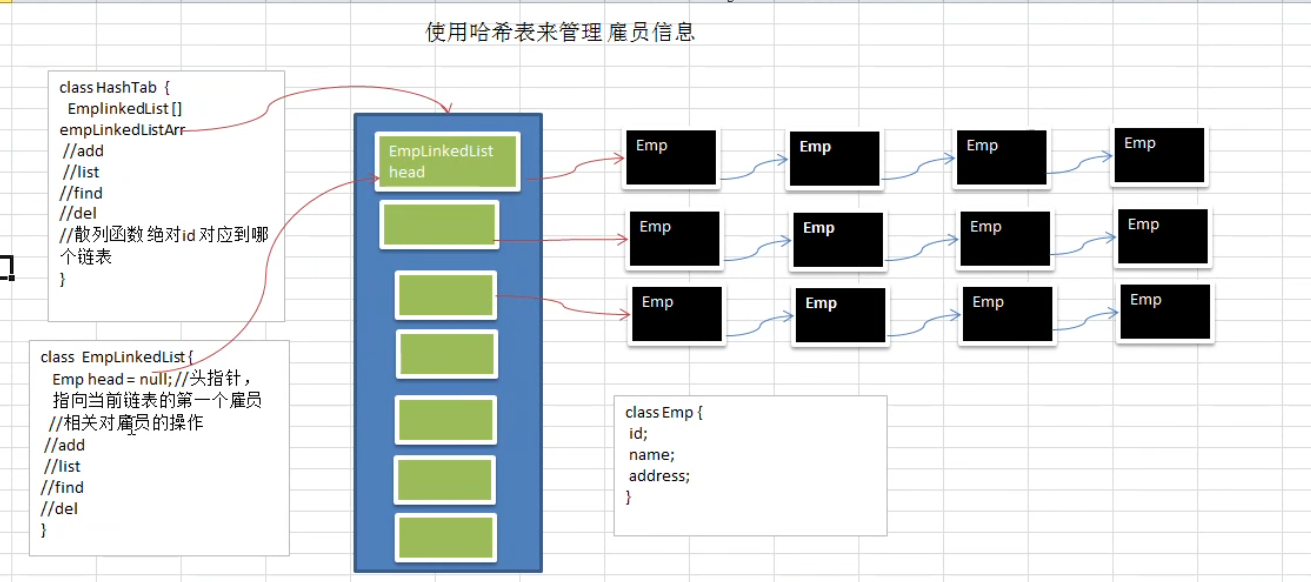 使用哈希表来管理雇员信息
class HashTab {
EmplinkedList []
empLinkedListArr
//add
//list
//find
//del
//散列函数 绝对id 对应到哪
个链表
}
class EmpLinkedList {
Emp head = null; //头指针，
指向当前链表的第一个雇员
//相关对雇员的操作
//add
//list
//find
//del
}
EmpLinkedList
head
Emp
Emp
Emp
Emp
Emp
Emp
Emp
Emp
Emp
Emp
Emp
Emp
class Emp {
id;
name;
address;
}